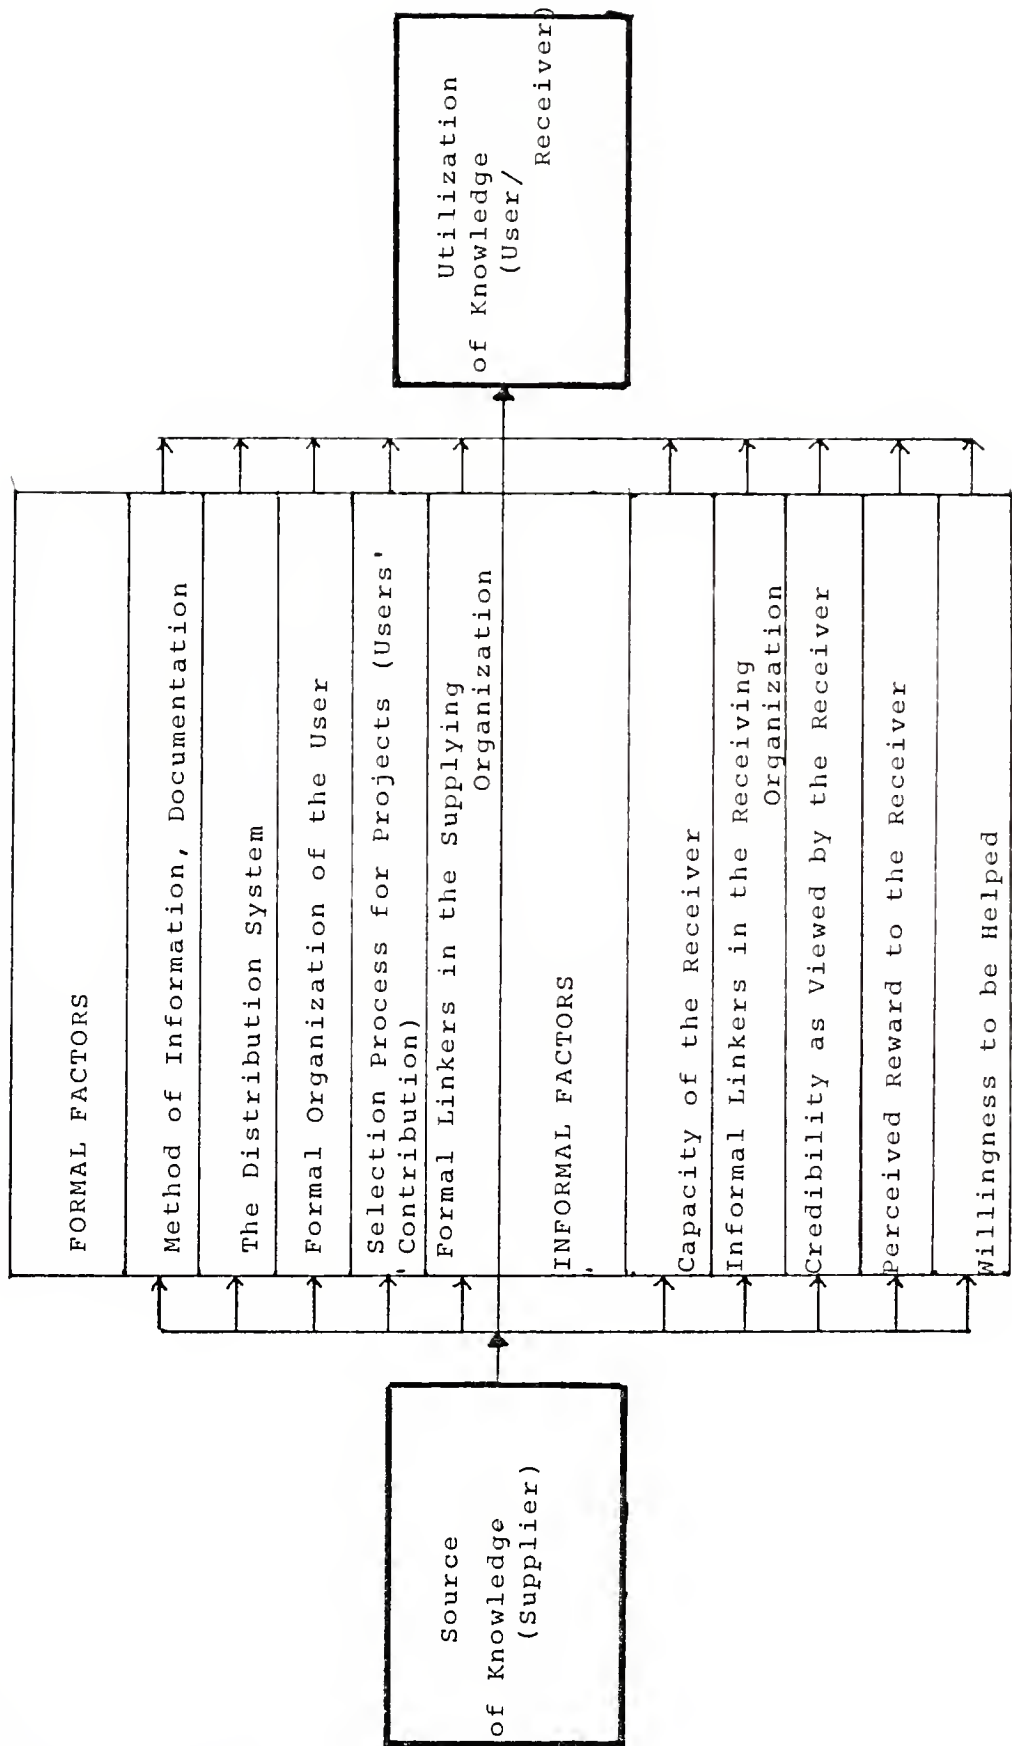 Source
of Knowledge
(Supplier)
FORMAL FACTORS
Method of Information, Documentation
The Distribution System
Formal Organization of the User
Selection Process for Projects (Users'
Contribution)
Formal Linkers in the Supplying
Organization
INFORMAL FACTORS
Capacity of the Receiver
Informal Linkers in the Receiving
Organization
Credibility as Viewed by the Receiver
Perceived Reward to the Receiver
Willingness to be Helped
Utilization
of Knowledge
(User/
Receiver)